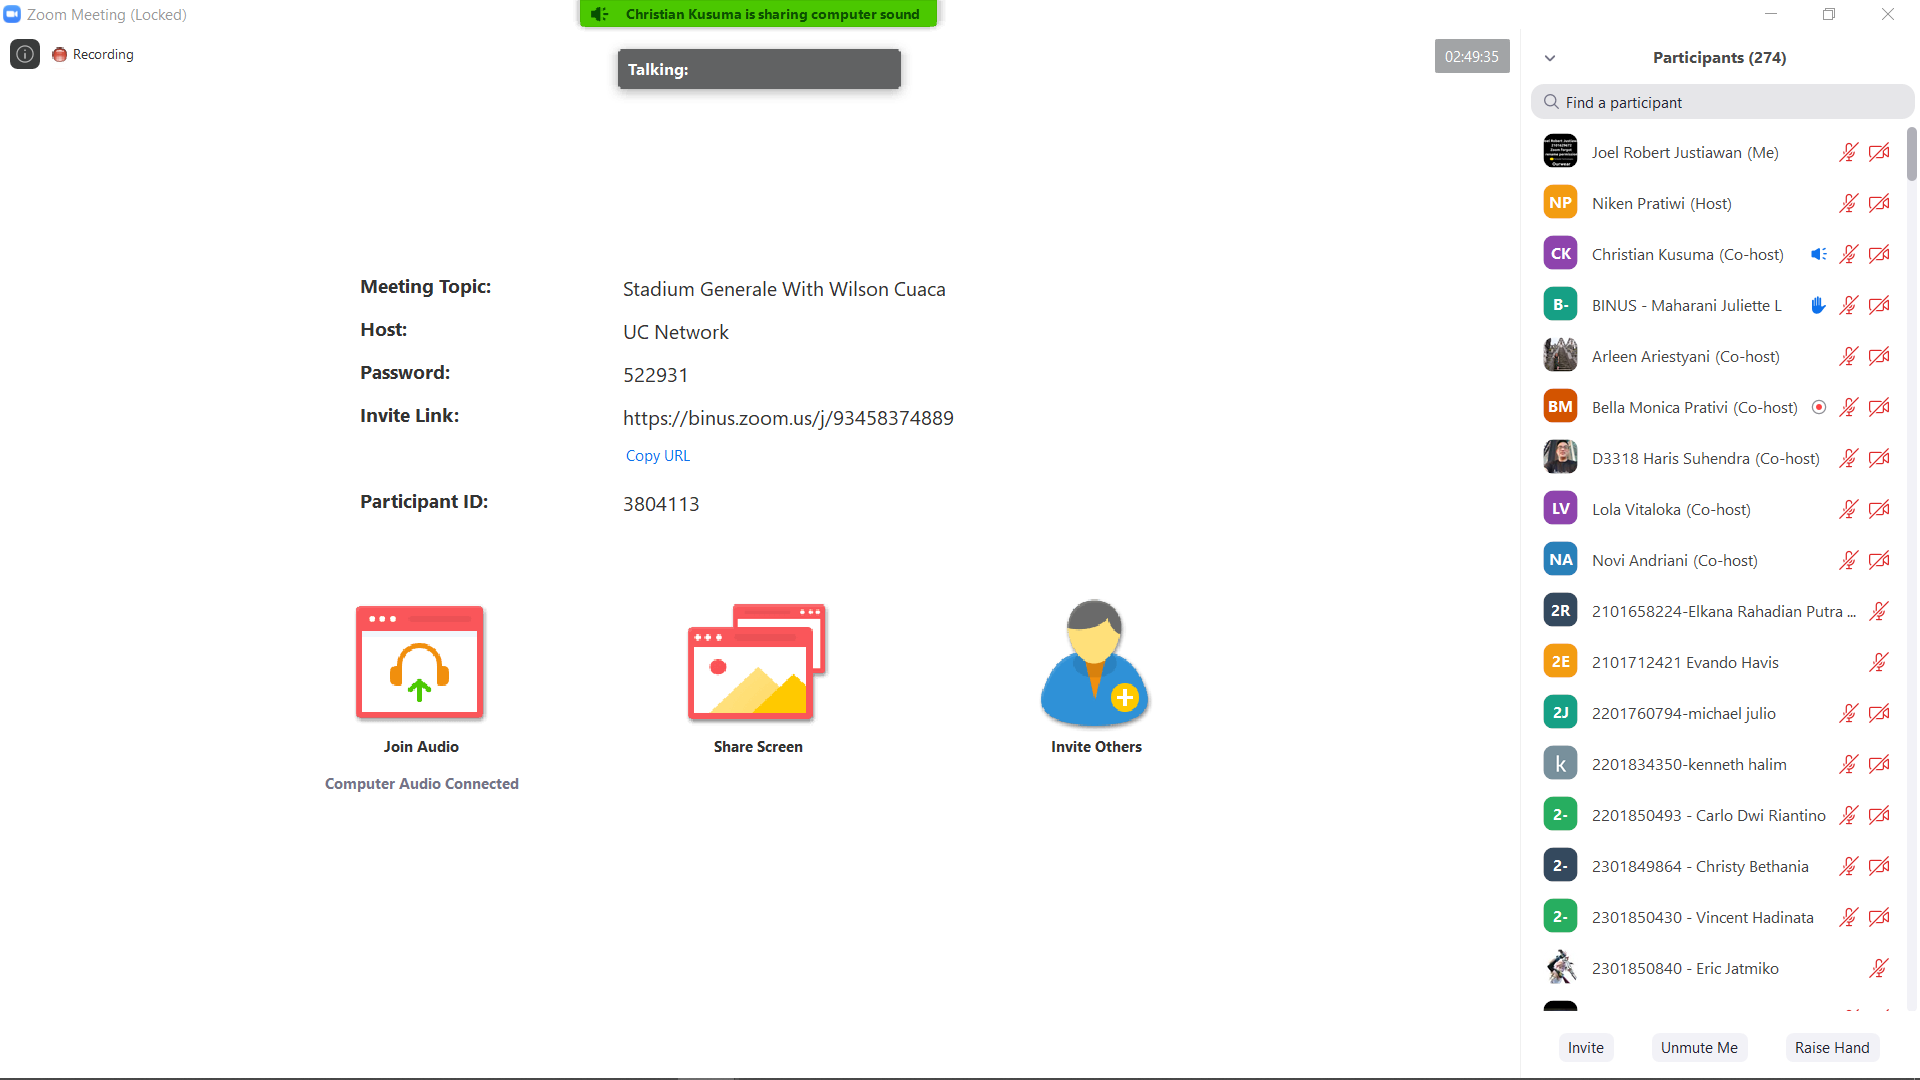 Zoom Meeting (Locked)
Christian Kusuma is sharing computer sound
Recording
Talking:
02:49:35
Meeting Topic: Stadium Generale With Wilson Cuaca
Host: UC Network
Password: 522931
Invite Link: https://binus.zoom.us/j/93458374889
Copy URL
Participant ID: 3804113
Join Audio
Share Screen
Invite Others
Computer Audio Connected
Participants (274)
Find a participant
Joel Robert Justiawan (Me)
NP Niken Pratiwi (Host)
CK Christian Kusuma (Co-host)
B- BINUS - Maharani Juliette L
Arleen Ariestyani (Co-host)
BM Bella Monica Prativi (Co-host)
D3318 Haris Suhendra (Co-host)
LV Lola Vitaloka (Co-host)
NA Novi Andriani (Co-host)
2R 2101658224-Elkana Rahadian Putra ...
2E 2101712421 Evando Havis
2J 2201760794-michael julio
k 2201834350-kenneth halim
2- 2201850493 - Carlo Dwi Riantino
2- 2301849864 - Christy Bethania
2- 2301850430 - Vincent Hadinata
2301850840 - Eric Jatmiko
Invite
Unmute Me
Raise Hand